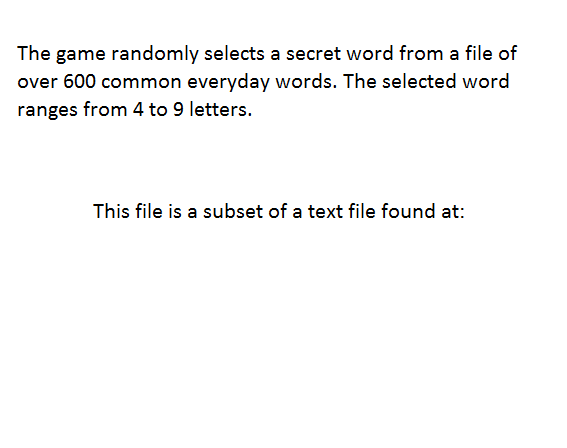 The game randomly selects a secret word from a file of
over 600 common everyday words. The selected word
ranges from 4 to 9 letters.
This file is a subset of a text file found at: